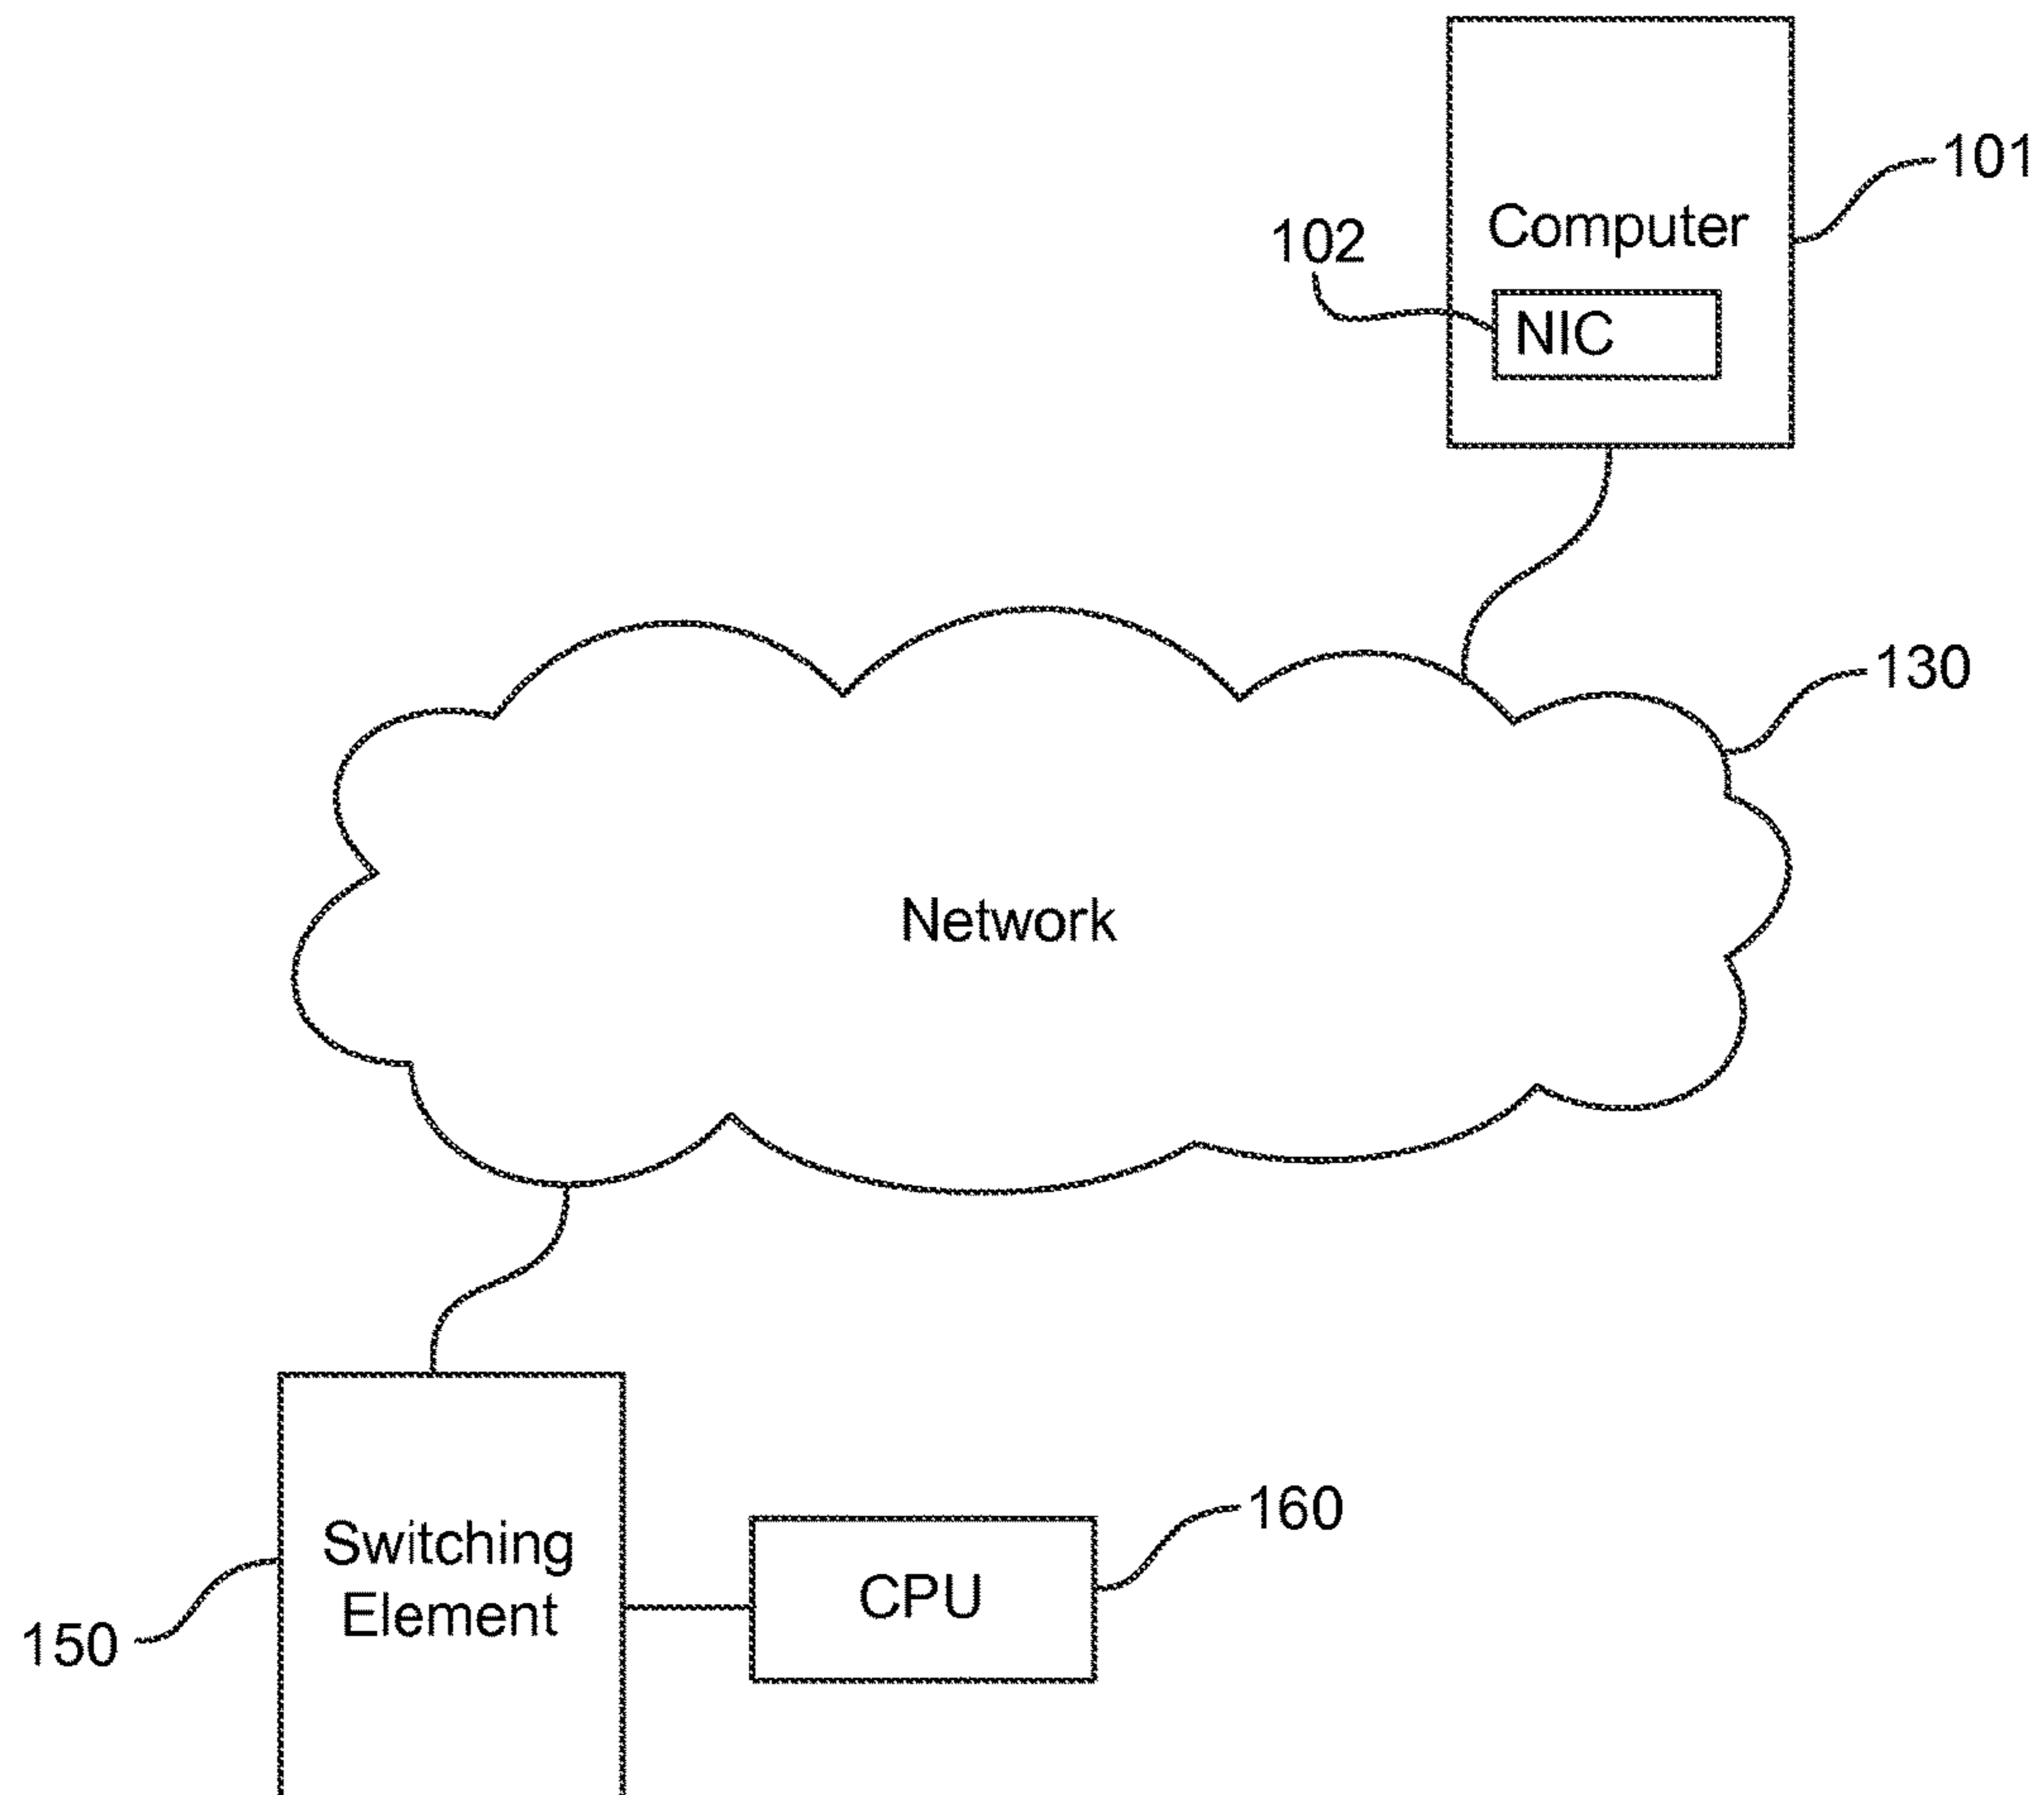 101
Computer
102
NIC
130
Network
160
Switching
Element
CPU
150